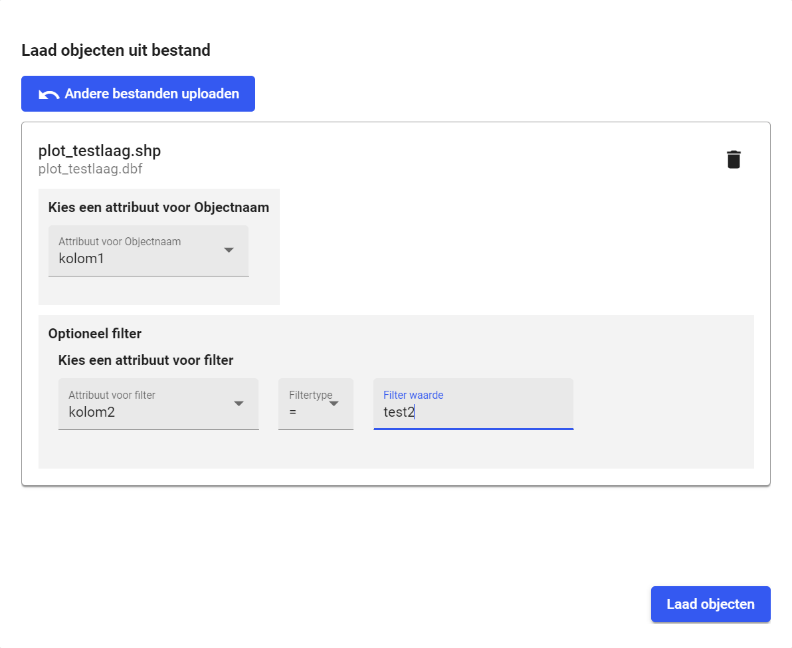 Laad objecten uit bestand
Andere bestanden uploaden
plot_testlaag.shp
plot_testlaag.dbf
Kies een attribuut voor Objectnaam
Attribuut voor Objectnaam
kolom1
Optioneel filter
Kies een attribuut voor filter
Attribuut voor filter
kolom2
Filtertype
=
Filter waarde
test2
Laad objecten